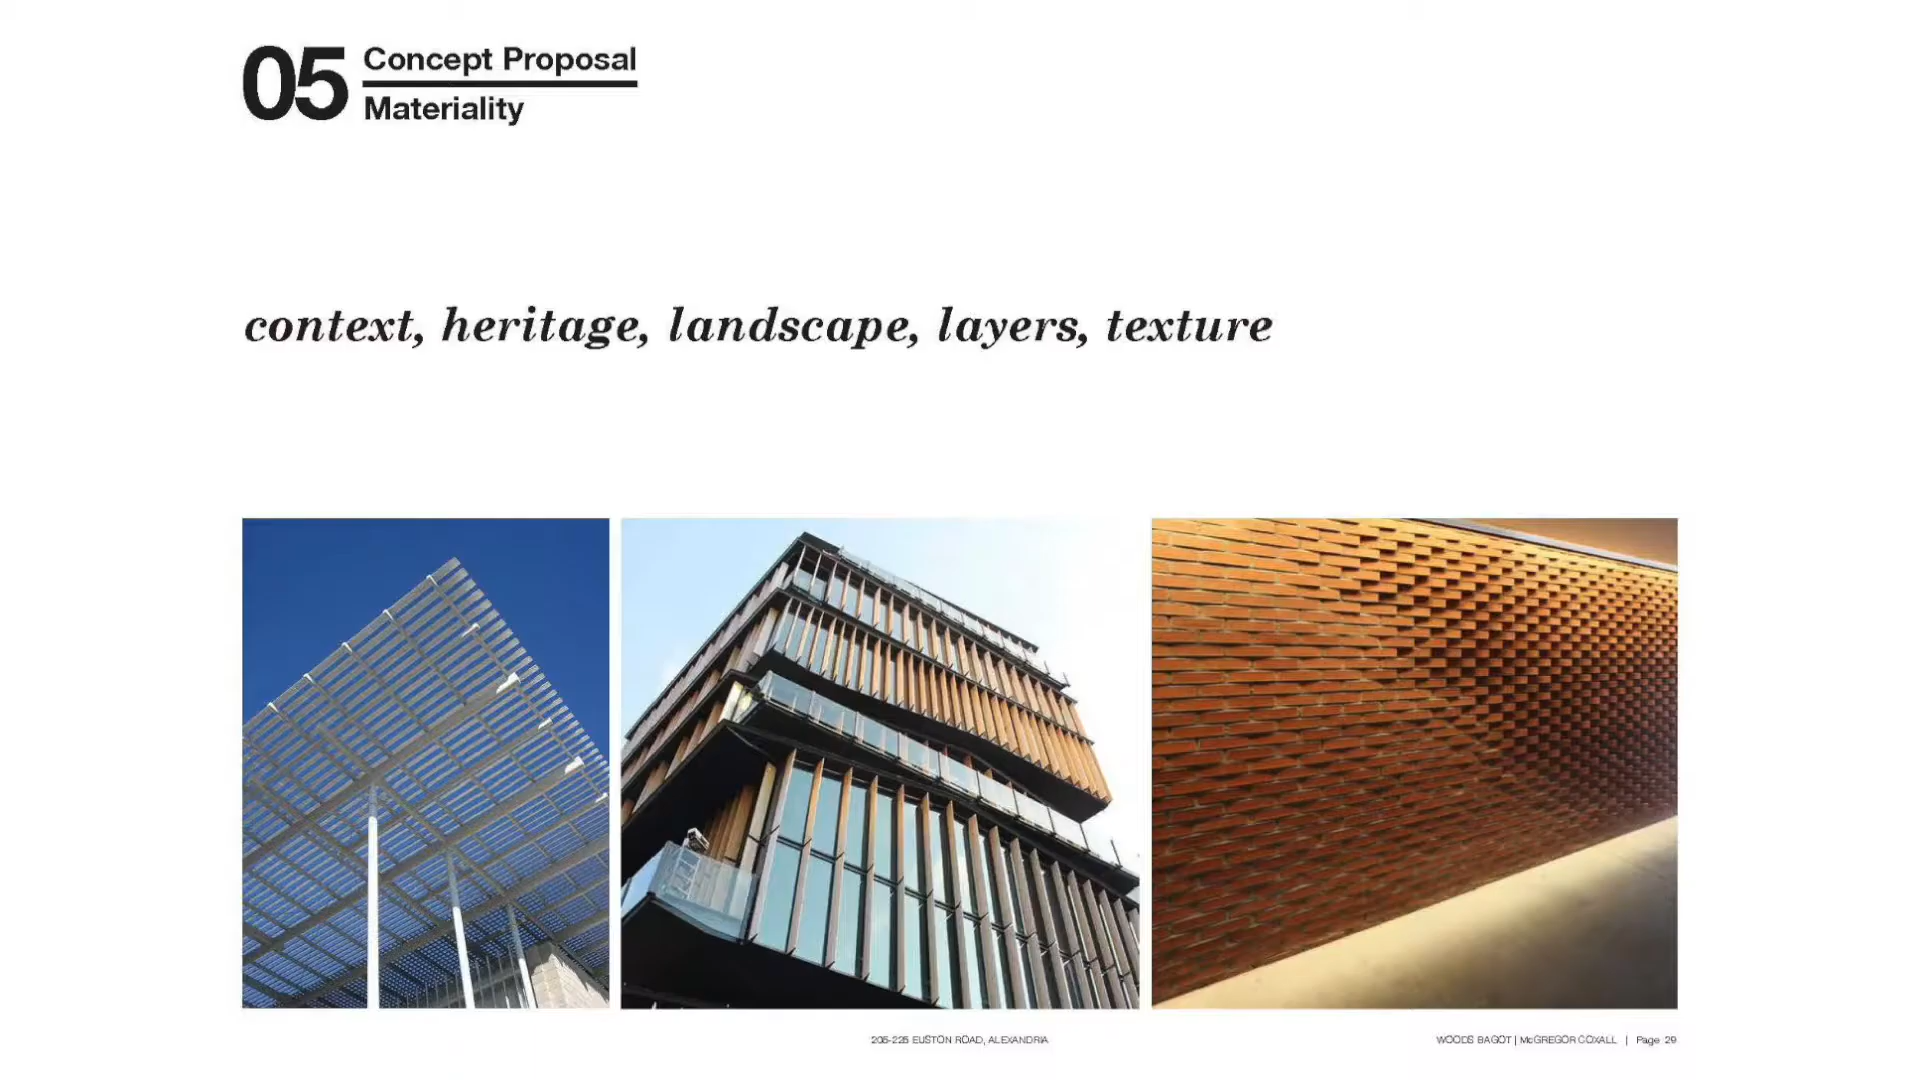 05 Concept Proposal
Materiality
context, heritage, landscape, layers, texture
205-225 EUSTON ROAD, ALEXANDRIA
WOODS BAGOT | McGREGOR COXALL | Page 29